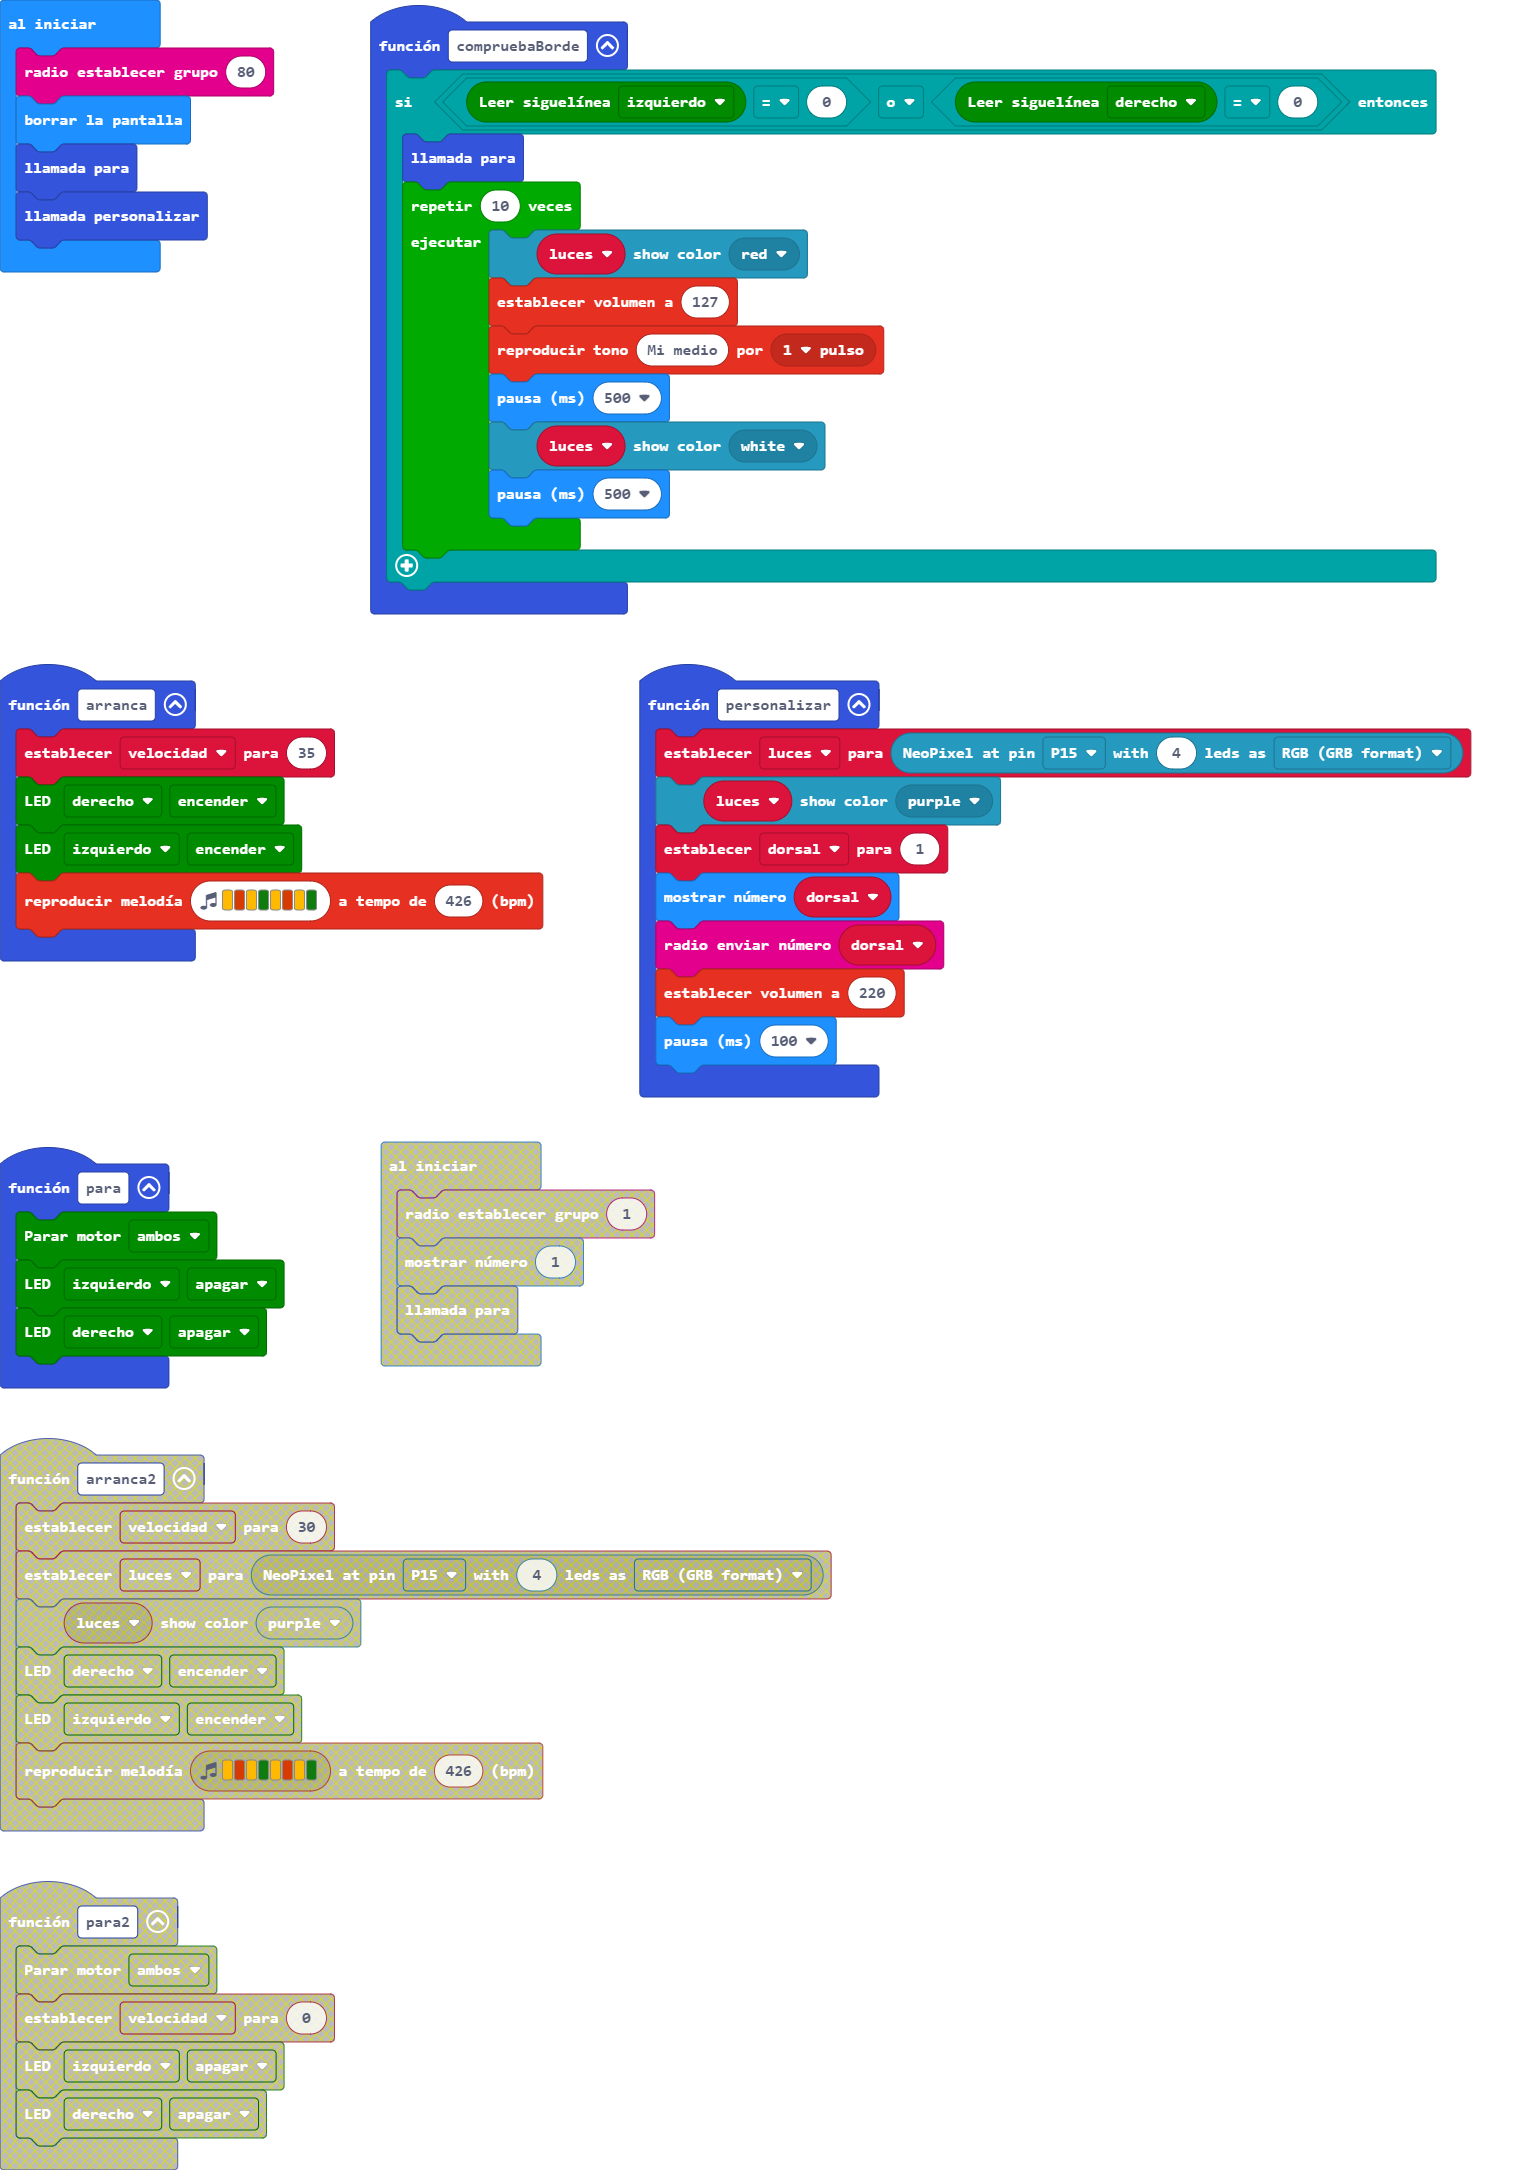 al iniciar
radio establecer grupo 80
borrar la pantalla
llamada para
llamada personalizar
función compruebaBorde
si Leer siguelínea izquierdo = 0 o Leer siguelínea derecho = 0 entonces
llamada para
repetir 10 veces
ejecutar
luces show color red
establecer volumen a 127
reproducir tono Mi medio por 1 pulso
pausa (ms) 500
luces show color white
pausa (ms) 500
función arranca
establecer velocidad para 35
LED derecho encender
LED izquierdo encender
reproducir melodía a tempo de 426 (bpm)
función personalizar
establecer luces para NeoPixel at pin P15 with 4 leds as RGB (GRB format)
luces show color purple
establecer dorsal para 1
mostrar número dorsal
radio enviar número dorsal
establecer volumen a 220
pausa (ms) 100
función para
Parar motor ambos
LED izquierdo apagar
LED derecho apagar
al iniciar
radio establecer grupo 1
mostrar número 1
llamada para
función arranca2
establecer velocidad para 30
establecer luces para NeoPixel at pin P15 with 4 leds as RGB (GRB format)
luces show color purple
LED derecho encender
LED izquierdo encender
reproducir melodía a tempo de 426 (bpm)
función para2
Parar motor ambos
establecer velocidad para 0
LED izquierdo apagar
LED derecho apagar